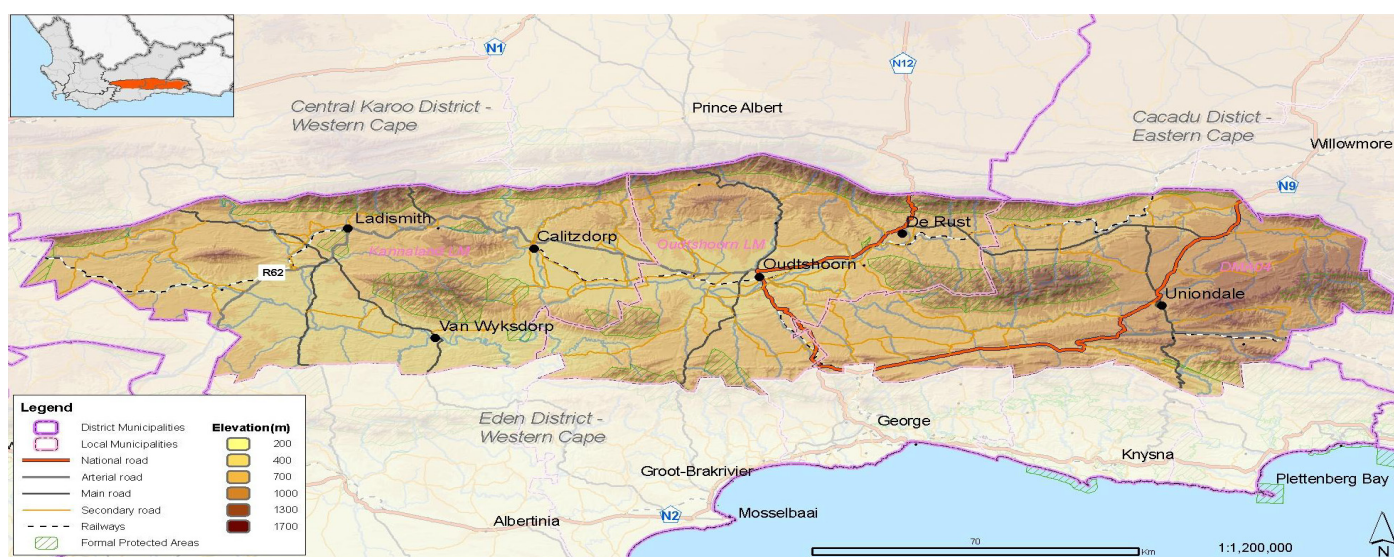 N1
N12
Central Karoo District -
Western Cape
Prince Albert
Cacadu Distict -
Eastern Cape
Willowmore
N9
Ladismith
De Rust
Calitzdorp
Kannaland LM
Oudtshoorn LM
R62
Oudtshoorn
Uniondale
Van Wyksdorp
Eden District -
Western Cape
George
Knysna
Groot-Brakrivier
Plettenberg Bay
N2
Mosselbaai
Albertinia
Legend
District Municipalities
Local Municipalities
National road
Arterial road
Main road
Secondary road
Railways
Formal Protected Areas
Elevation(m)
200
400
700
1000
1300
1700
70
Km
1:1,200,000
N